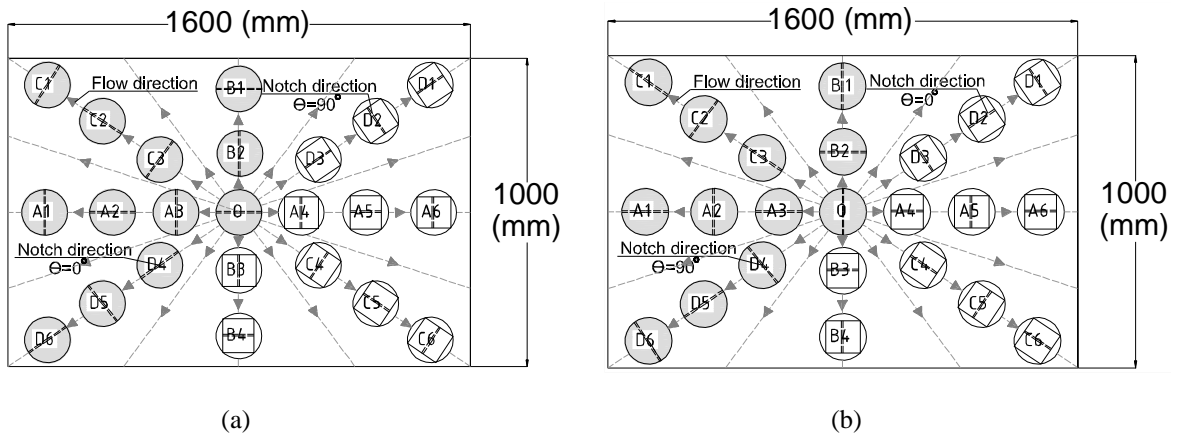 1600 (mm)
C1
Flow direction
B1
Notch direction
Θ=90°
D1
C2
D2
C3
B2
D3
A1
A2
A3
O
A4
A5
A6
1000
(mm)
Notch direction
Θ=0°
D4
B3
C4
D5
C5
D6
B4
C6
(a)
1600 (mm)
C1
Flow direction
B1
Notch direction
Θ=0°
D1
C2
D2
C3
B2
D3
A1
A2
A3
O
A4
A5
A6
1000
(mm)
Notch direction
Θ=90°
D4
B3
C4
D5
C5
D6
B4
C6
(b)